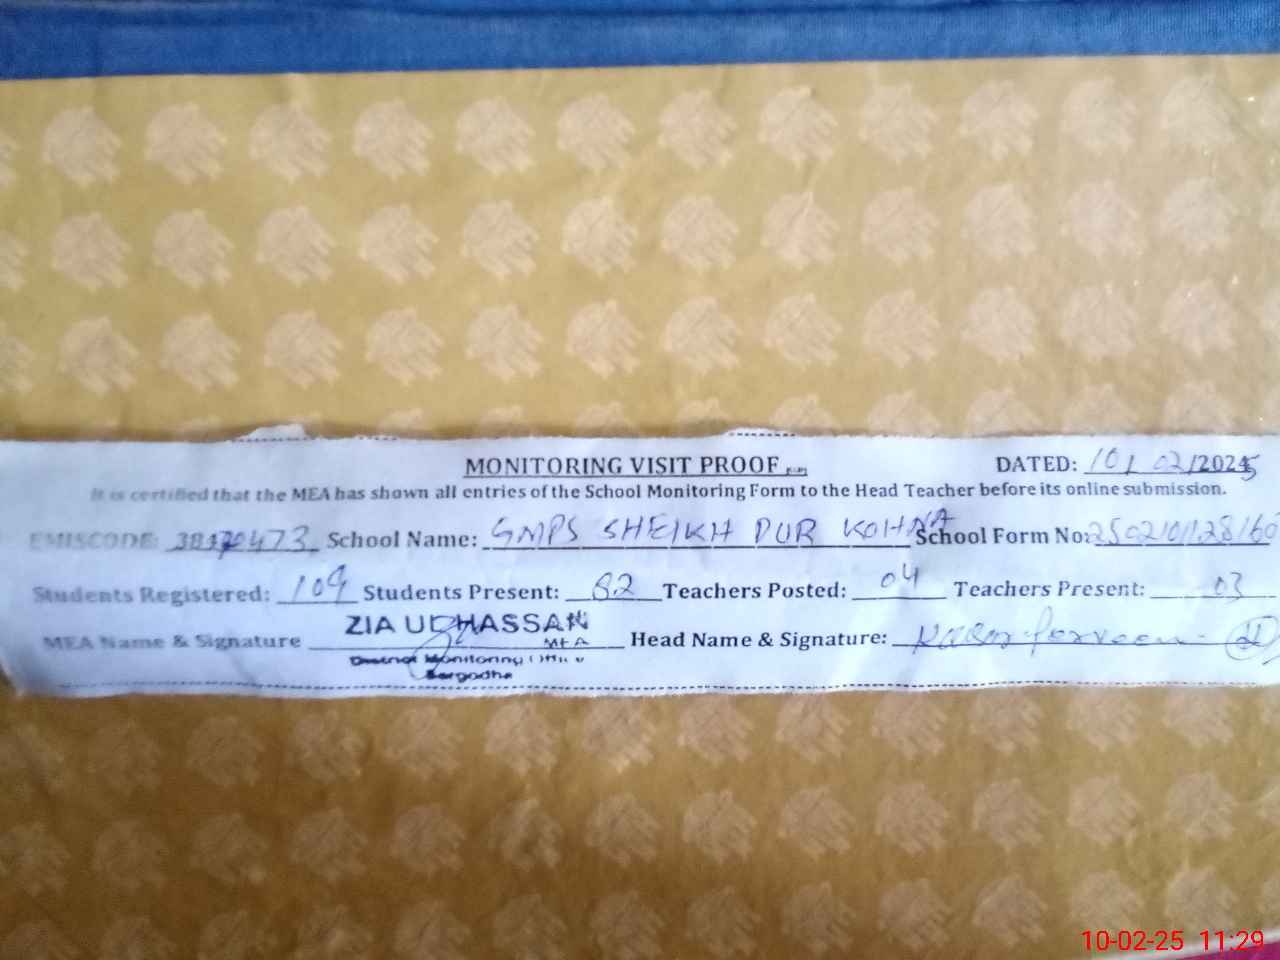 MONITORING VISIT PROOF DATED: 10/02/2025
It is certified that the MEA has shown all entries of the School Monitoring Form to the Head Teacher before its online submission.
EMISCODE: 38170473 School Name: GMPS SHEIKH PUR KOHNA School Form No: 2502101128160
Students Registered: 109 Students Present: 82 Teachers Posted: 04 Teachers Present: 03
MEA Name & Signature ZIA UL HASSAN Head Name & Signature: Perveen
MEA
District Monitoring Office
Sargodha
10-02-25 11:29